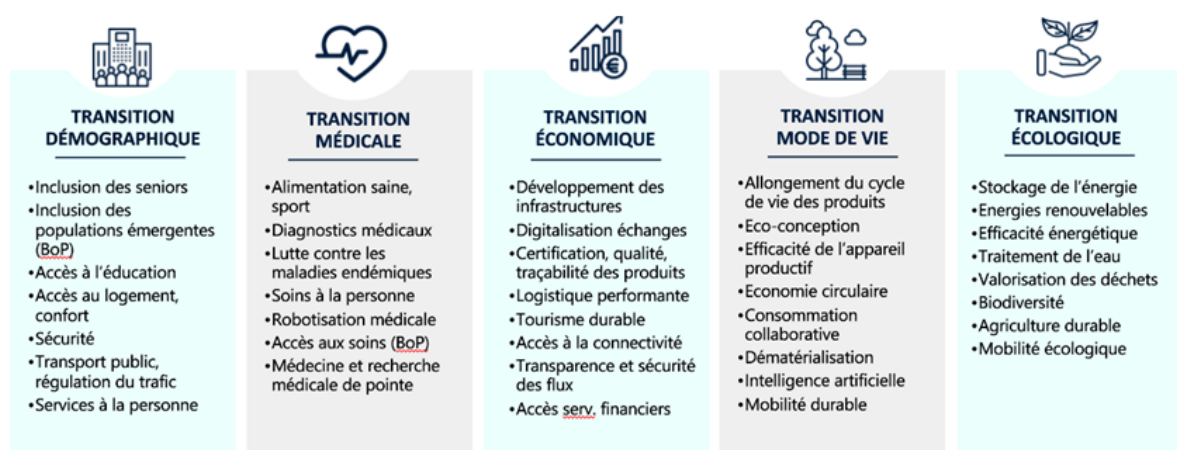 TRANSITION
DÉMOGRAPHIQUE
•Inclusion des seniors
•Inclusion des
populations émergentes
(BoP)
•Accès à l'éducation
•Accès au logement,
confort
•Sécurité
•Transport public,
régulation du trafic
•Services à la personne
TRANSITION
MÉDICALE
•Alimentation saine,
sport
•Diagnostics médicaux
•Lutte contre les
maladies endémiques
•Soins à la personne
•Robotisation médicale
•Accès aux soins (BoP)
•Médecine et recherche
médicale de pointe
TRANSITION
ÉCONOMIQUE
•Développement des
infrastructures
•Digitalisation échanges
•Certification, qualité,
traçabilité des produits
•Logistique performante
•Tourisme durable
•Accès à la connectivité
•Transparence et sécurité
des flux
•Accès serv. financiers
TRANSITION
MODE DE VIE
•Allongement du cycle
de vie des produits
•Eco-conception
•Efficacité de l'appareil
productif
•Economie circulaire
•Consommation
collaborative
•Dématérialisation
•Intelligence artificielle
•Mobilité durable
TRANSITION
ÉCOLOGIQUE
•Stockage de l'énergie
•Energies renouvelables
•Efficacité énergétique
•Traitement de l'eau
•Valorisation des déchets
•Biodiversité
•Agriculture durable
•Mobilité écologique